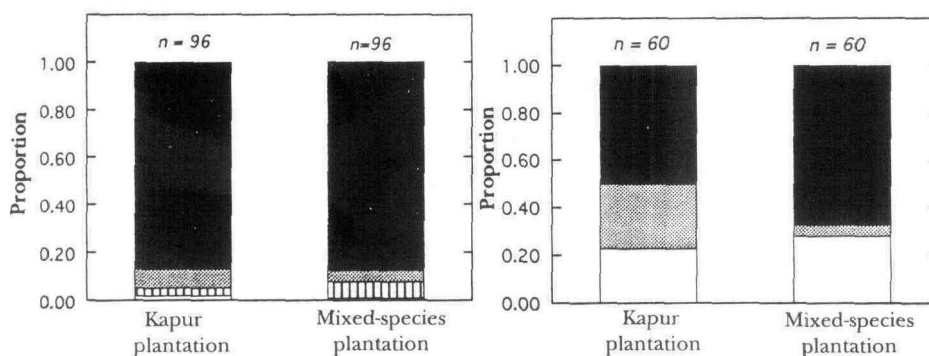 n = 96
n=96
1.00
0.80
0.60
0.40
0.20
0.00
Proportion
Kapur
plantation
Mixed-species
plantation
n = 60
n = 60
1.00
0.80
0.60
0.40
0.20
0.00
Proportion
Kapur
plantation
Mixed-species
plantation